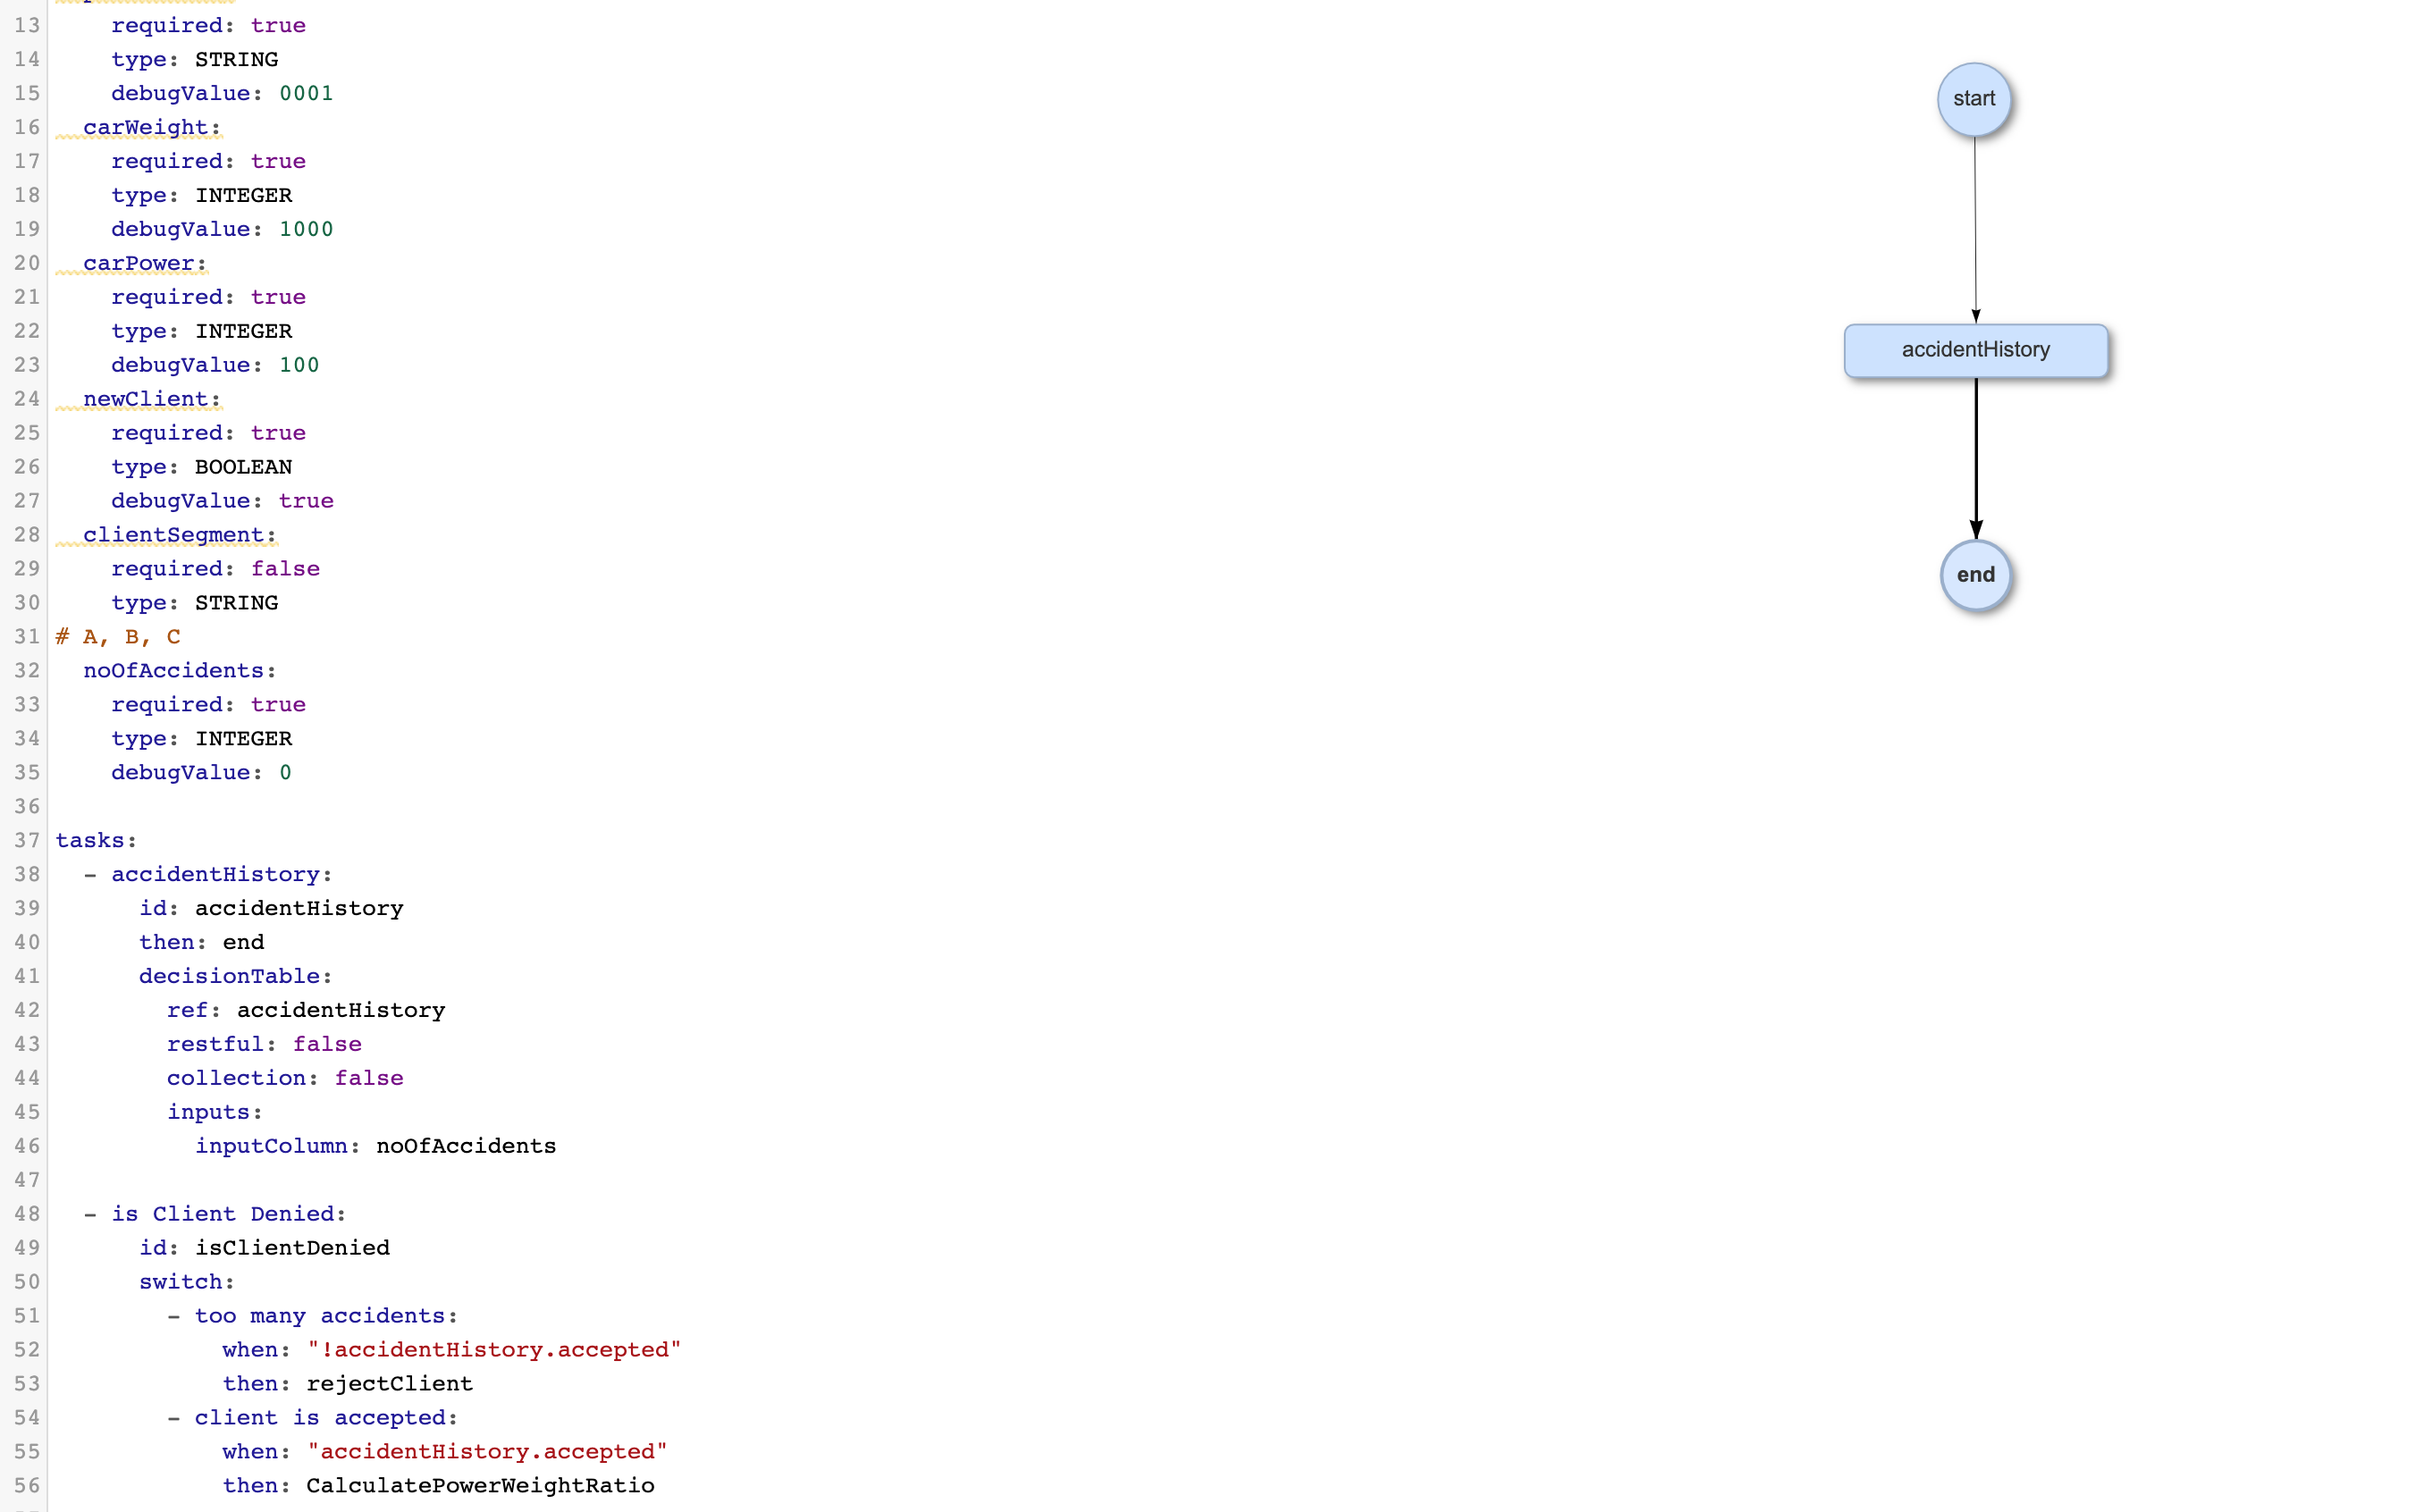 13     required: true
14     type: STRING
15     debugValue: 0001
16   carWeight:
17     required: true
18     type: INTEGER
19     debugValue: 1000
20   carPower:
21     required: true
22     type: INTEGER
23     debugValue: 100
24   newClient:
25     required: true
26     type: BOOLEAN
27     debugValue: true
28   clientSegment:
29     required: false
30     type: STRING
31 # A, B, C
32   noOfAccidents:
33     required: true
34     type: INTEGER
35     debugValue: 0
36
37 tasks:
38   - accidentHistory:
39       id: accidentHistory
40       then: end
41       decisionTable:
42         ref: accidentHistory
43         restful: false
44         collection: false
45         inputs:
46           inputColumn: noOfAccidents
47
48   - is Client Denied:
49       id: isClientDenied
50       switch:
51         - too many accidents:
52             when: "!accidentHistory.accepted"
53             then: rejectClient
54         - client is accepted:
55             when: "accidentHistory.accepted"
56             then: CalculatePowerWeightRatio
start
accidentHistory
end